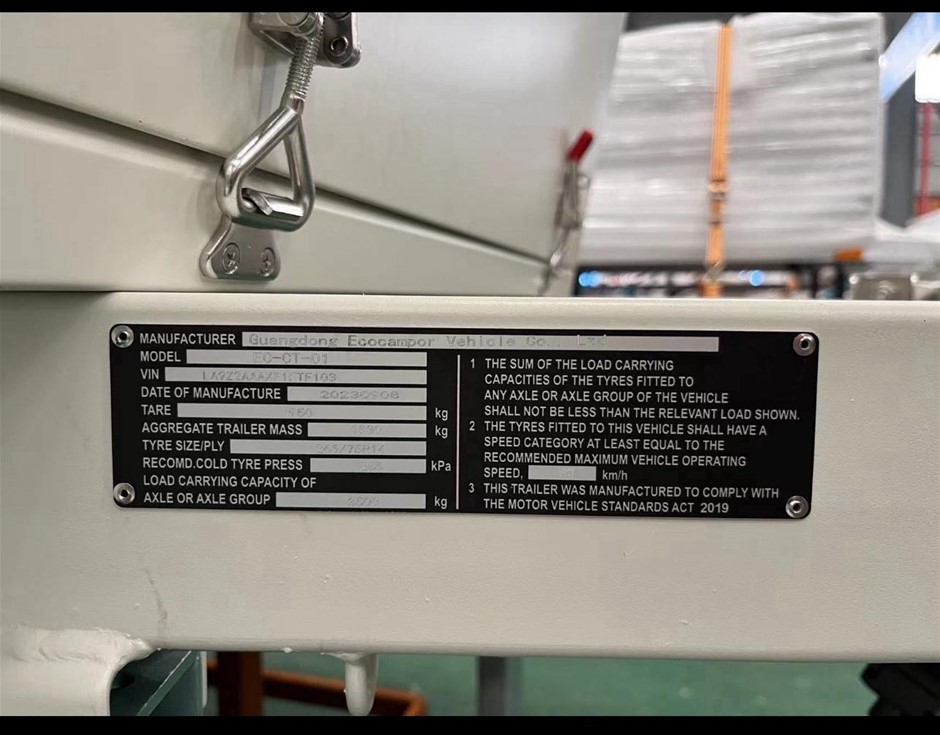 MANUFACTURER Guangdong Ecocampor Vehicle Co., Ltd
MODEL EC-CT-01
VIN
DATE OF MANUFACTURE 20230908
TARE 960 kg
AGGREGATE TRAILER MASS kg
TYRE SIZE/PLY
RECOMD.COLD TYRE PRESS kPa
LOAD CARRYING CAPACITY OF
AXLE OR AXLE GROUP kg
1 THE SUM OF THE LOAD CARRYING
CAPACITIES OF THE TYRES FITTED TO
ANY AXLE OR AXLE GROUP OF THE VEHICLE
SHALL NOT BE LESS THAN THE RELEVANT LOAD SHOWN.
2 THE TYRES FITTED TO THIS VEHICLE SHALL HAVE A
SPEED CATEGORY AT LEAST EQUAL TO THE
RECOMMENDED MAXIMUM VEHICLE OPERATING
SPEED, km/h
3 THIS TRAILER WAS MANUFACTURED TO COMPLY WITH
THE MOTOR VEHICLE STANDARDS ACT 2019